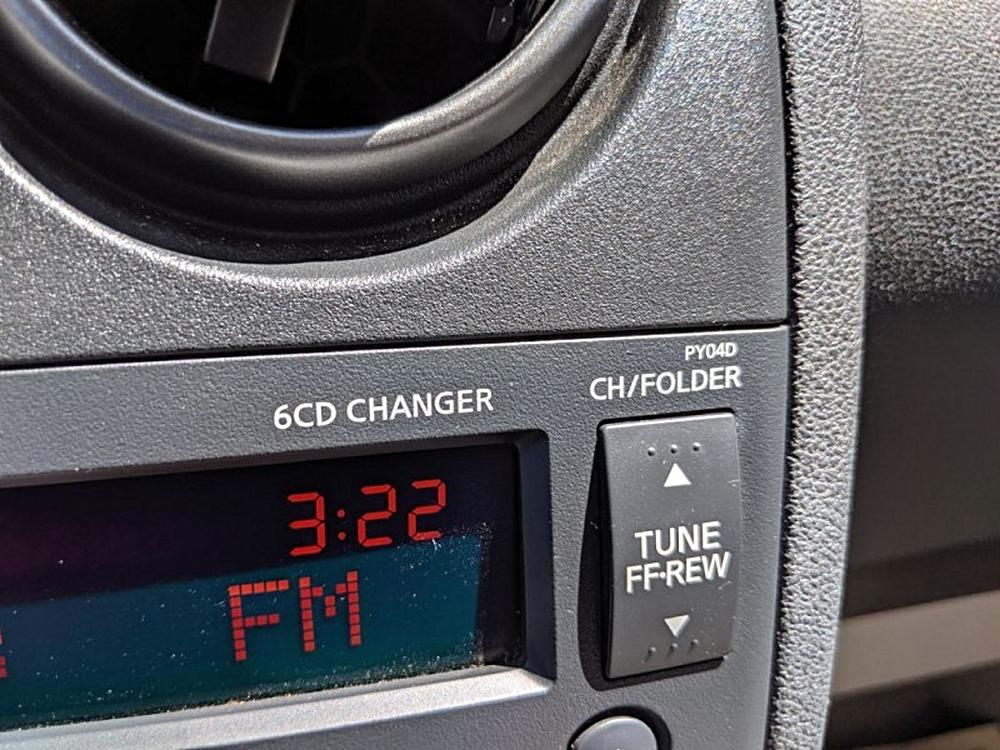 PY04D
CH/FOLDER
6CD CHANGER
3:22
FM
TUNE
FF·REW